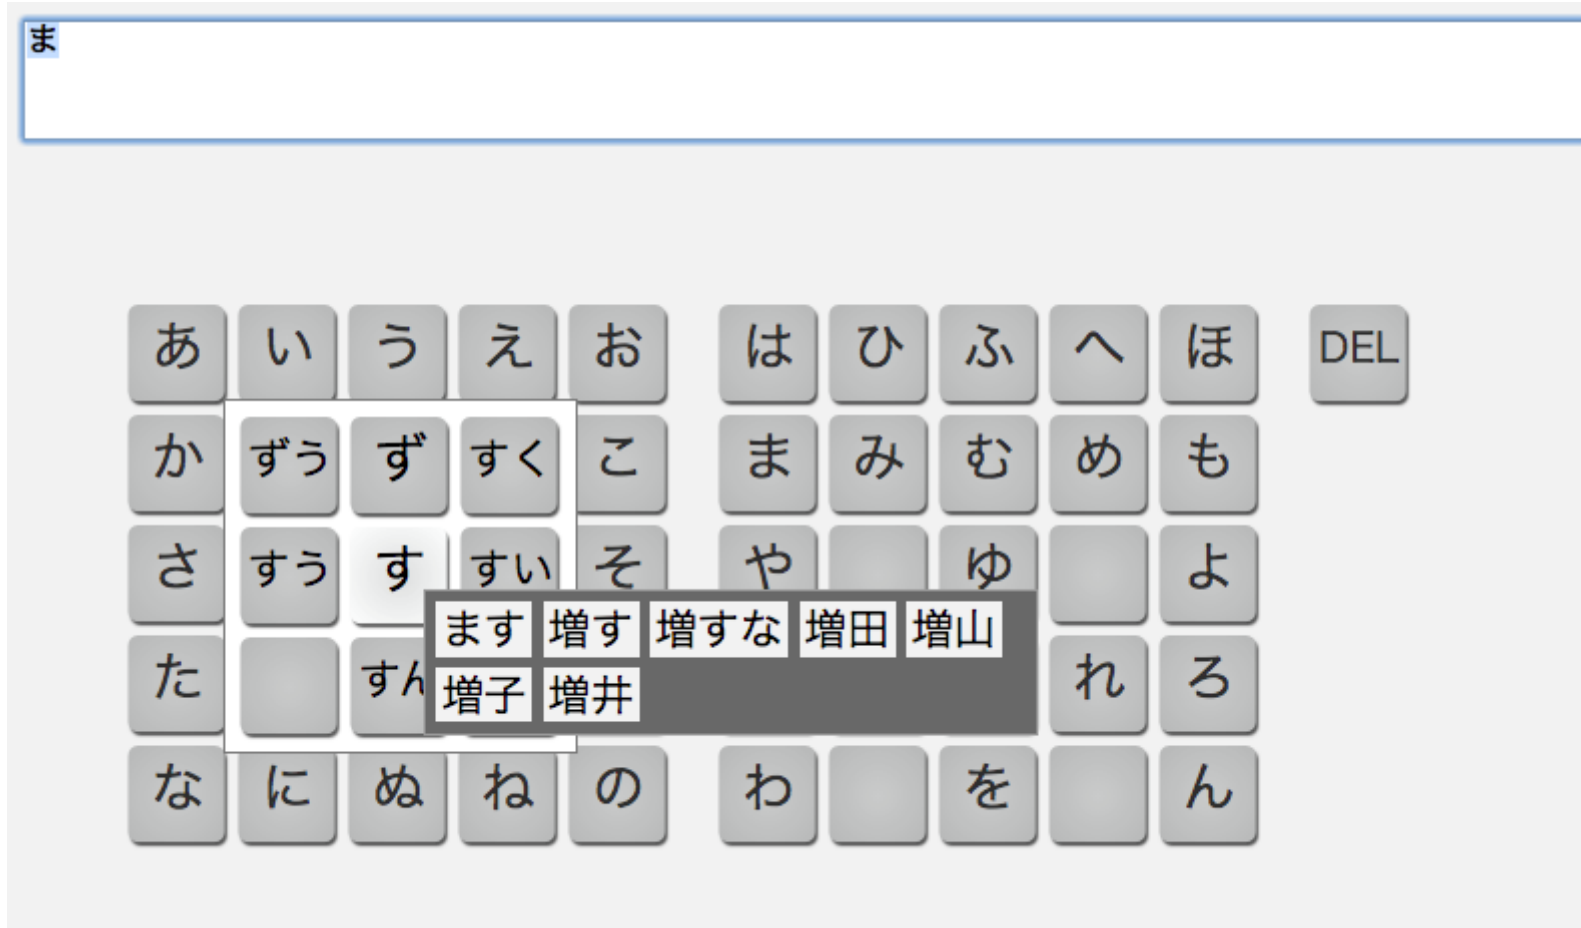 ま
あ い う え お は ひ ふ へ ほ DEL
か ずう ず すく こ ま み む め も
さ すう す すい そ や ゆ よ
ます 増す 増すな 増田 増山
た すん れ ろ
増子 増井
な に ぬ ね の わ を ん